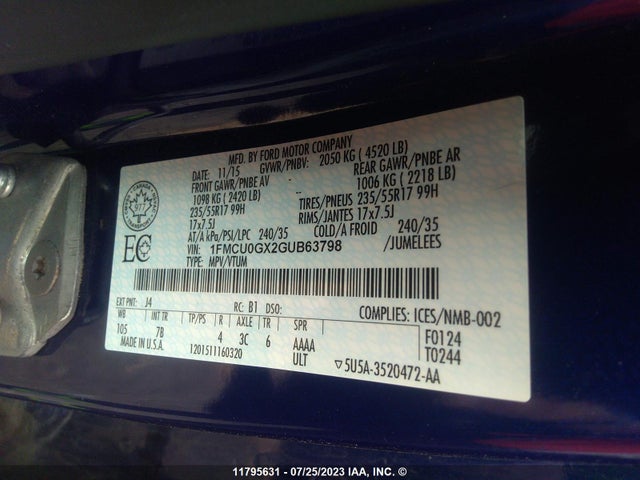 MFD. BY FORD MOTOR COMPANY
DATE: 11/15 GVWR/PNBV: 2050 KG ( 4520 LB)
FRONT GAWR/PNBE AV - REAR GAWR/PNBE AR
1098 KG ( 2420 LB) 1006 KG ( 2218 LB)
235/55R17 99H TIRES/PNEUS 235/55R17 99H
17x7.5J RIMS/JANTES 17x7.5J
AT/A kPa/PSI/LPC 240/35 COLD/A FROID 240/35
VIN: 1FMCU0GX2GUB63798 /JUMELEES
TYPE: MPV/VTUM
EC
EXT PNT: J4 RC: B1 DSO: COMPLIES: ICES/NMB-002
WB INT TR TP/PS R AXLE TR SPR F0124
105 7B 4 3C 6 AAAA T0244
MADE IN U.S.A. 1201511160320 ULT ▽5U5A-3520472-AA
11795631 - 07/25/2023 IAA, INC. ©